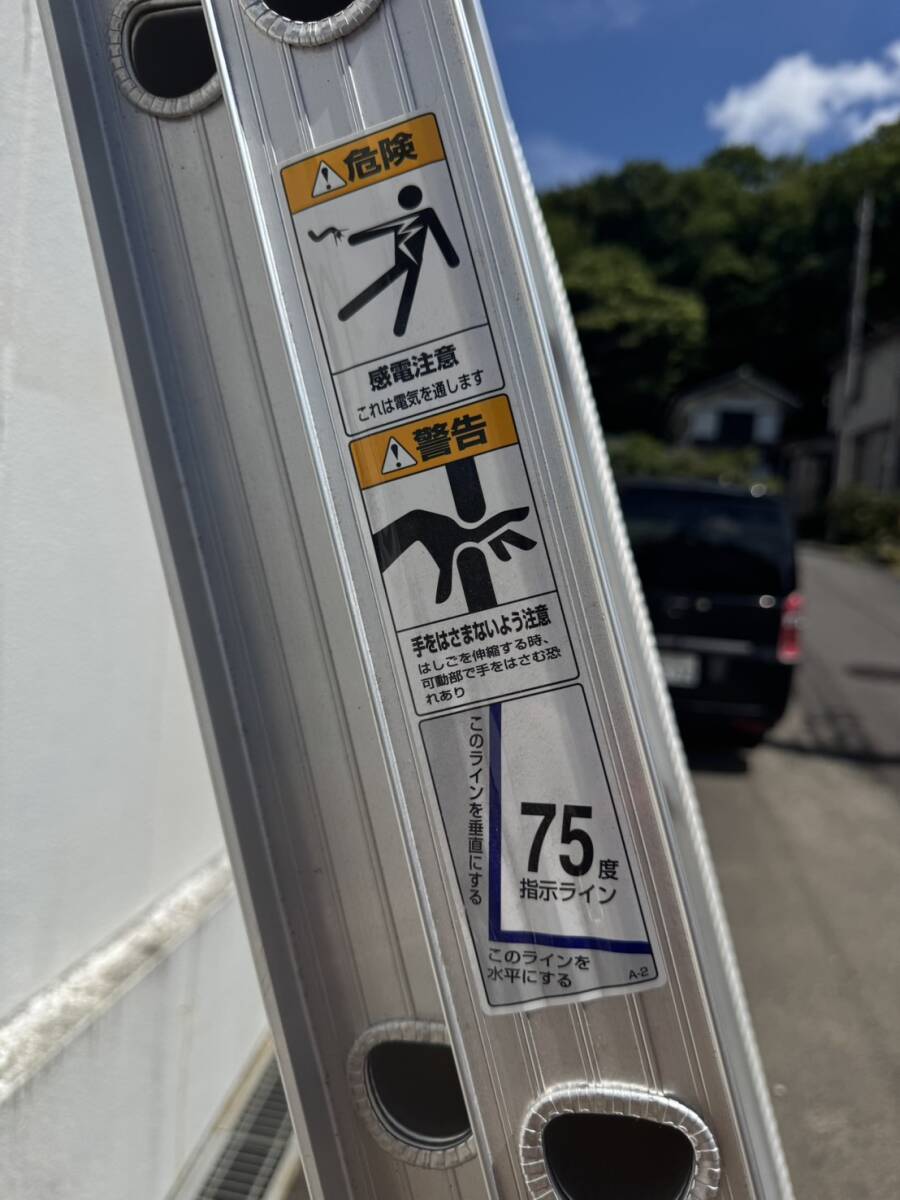 危険
感電注意
これは電気を通します
警告
手をはさまないよう注意
はしごを伸縮する時、
可動部で手をはさむ恐
れあり
このラインを垂直にする
75度
指示ライン
このラインを
水平にする
A-2